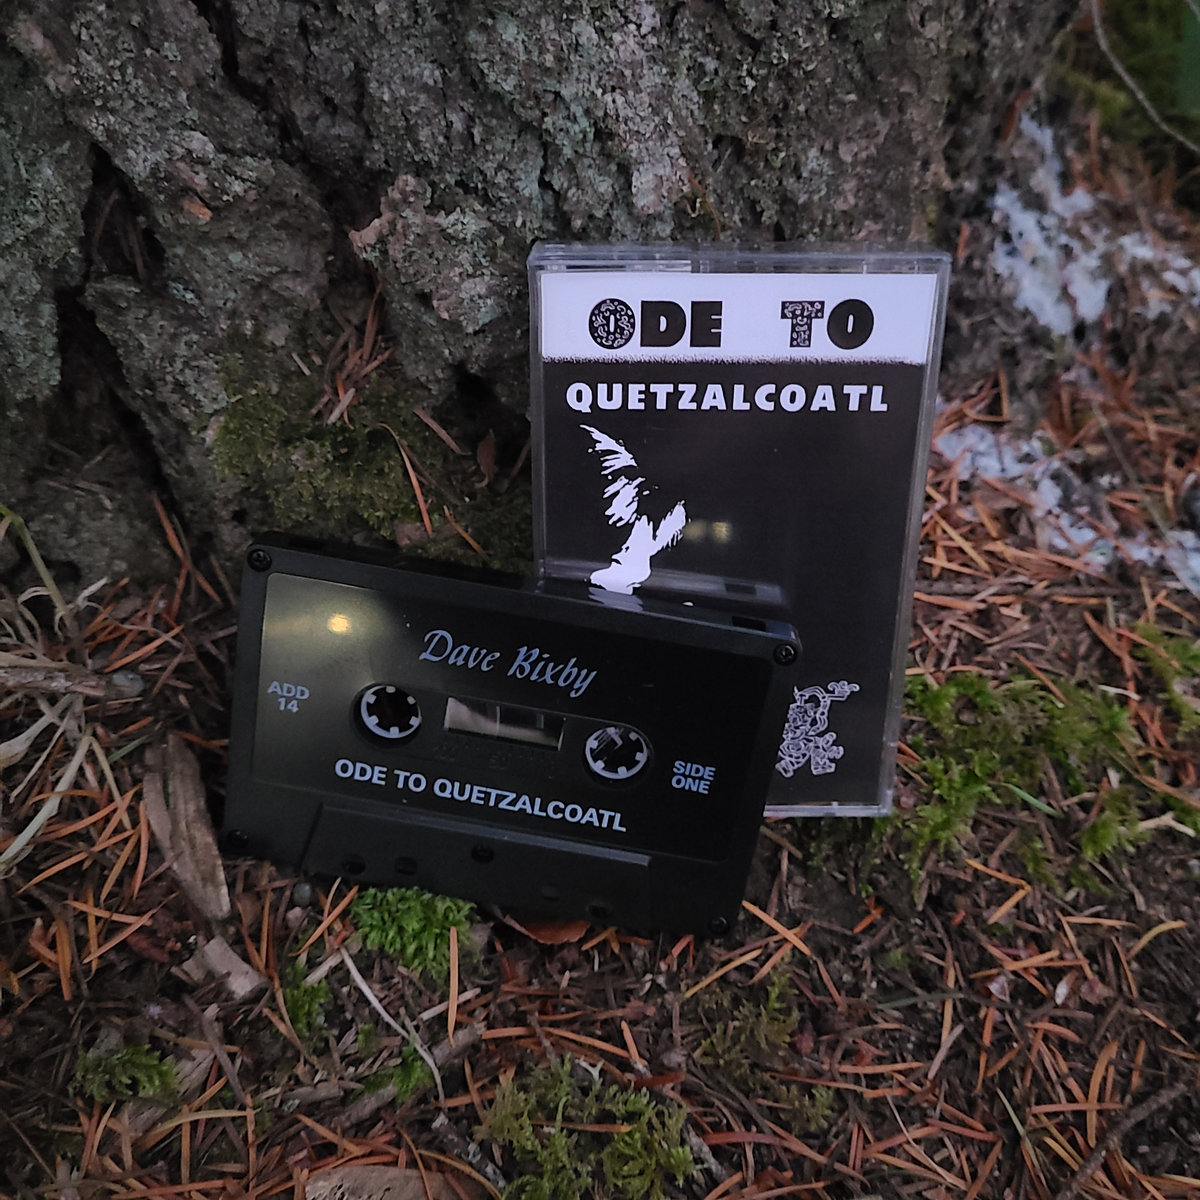 ODE TO
QUETZALCOATL
Dave Bixby
ADD
14
ODE TO QUETZALCOATL
SIDE
ONE